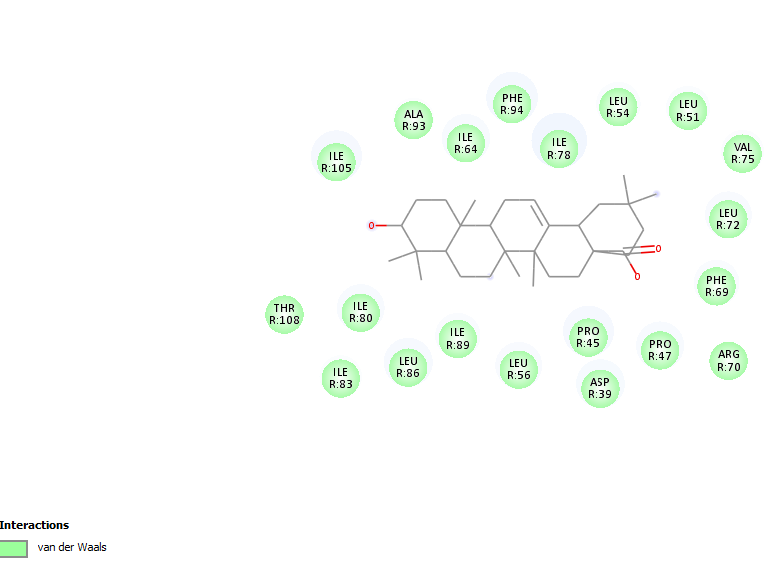 PHE
R:94
LEU
R:54
LEU
R:51
ALA
R:93
ILE
R:64
ILE
R:78
VAL
R:75
ILE
R:105
LEU
R:72
O
O
O
PHE
R:69
THR
R:108
ILE
R:80
ILE
R:89
PRO
R:45
PRO
R:47
ARG
R:70
ILE
R:83
LEU
R:86
LEU
R:56
ASP
R:39
Interactions
van der Waals